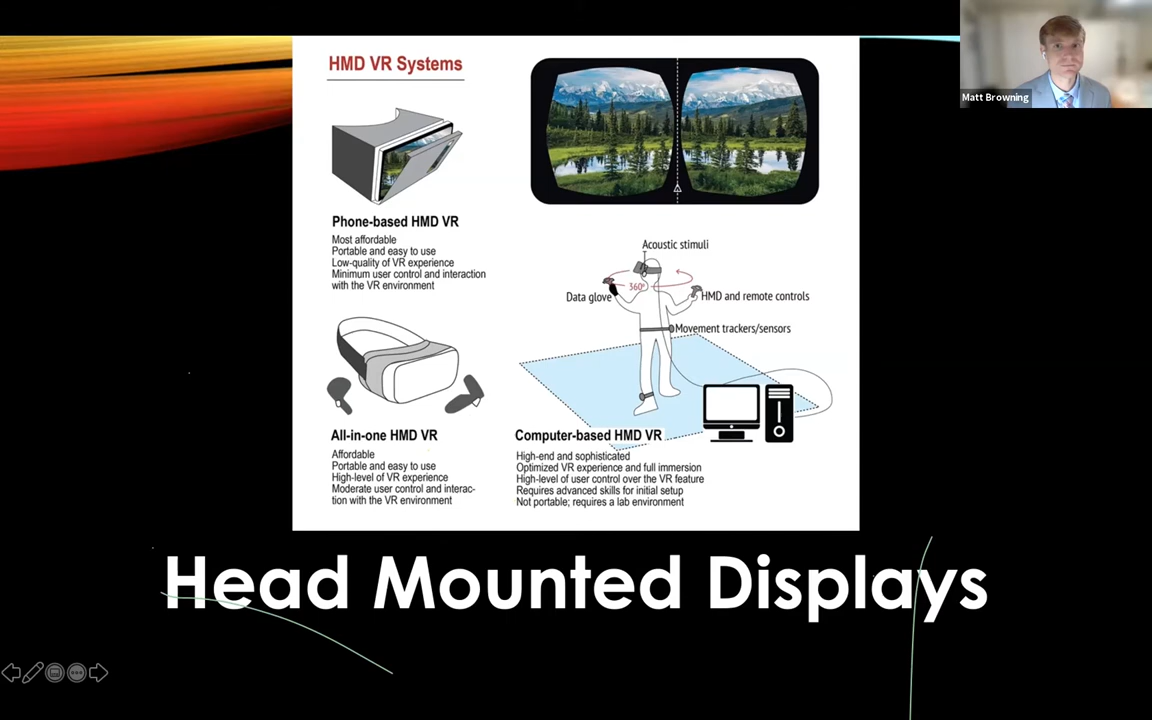 Matt Browning
HMD VR Systems
Phone-based HMD VR
Most affordable
Portable and easy to use
Low-quality of VR experience
Minimum user control and interaction
with the VR environment
Acoustic stimuli
360°
Data glove
HMD and remote controls
Movement trackers/sensors
All-in-one HMD VR
Affordable
Portable and easy to use
High-level of VR experience
Moderate user control and interac-
tion with the VR environment
Computer-based HMD VR
High-end and sophisticated
Optimized VR experience and full immersion
High-level of user control over the VR feature
Requires advanced skills for initial setup
Not portable; requires a lab environment
Head Mounted Displays